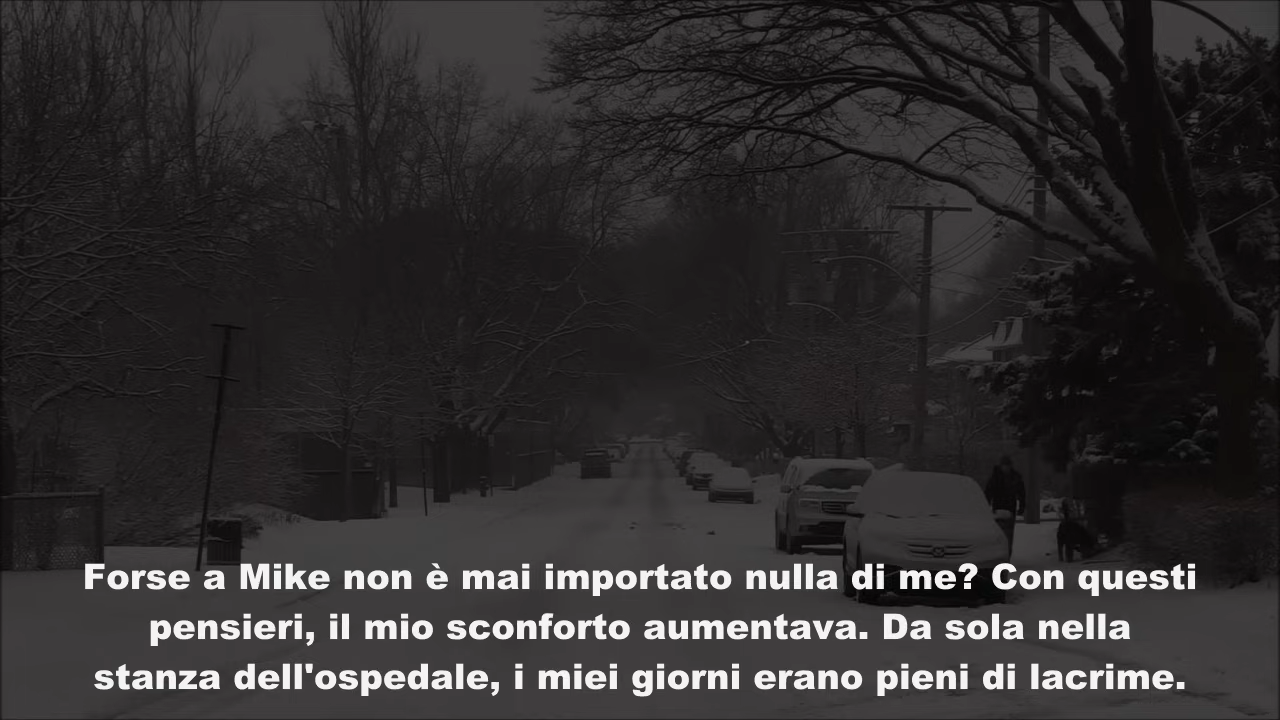 Forse a Mike non è mai importato nulla di me? Con questi
pensieri, il mio sconforto aumentava. Da sola nella
stanza dell'ospedale, i miei giorni erano pieni di lacrime.